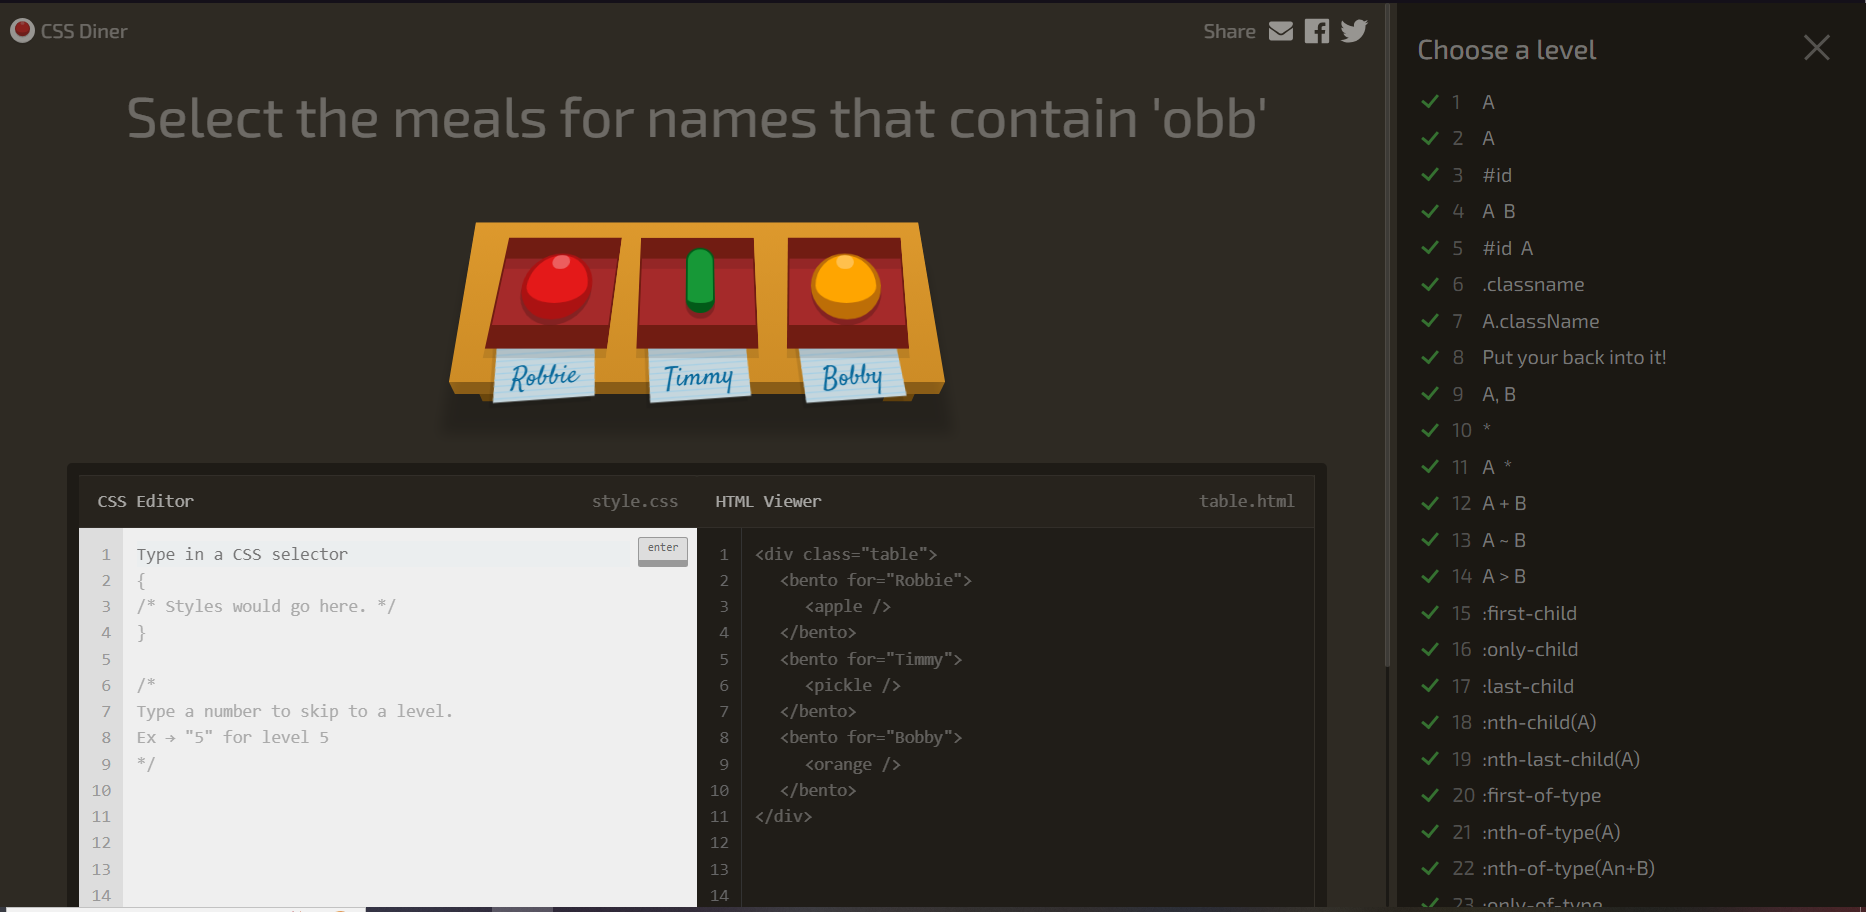 CSS Diner
Share
Select the meals for names that contain 'obb'
Robbie
Timmy
Bobby
CSS Editor
style.css
1 Type in a CSS selector
enter
2 {
3 /* Styles would go here. */
4 }
5
6 /*
7 Type a number to skip to a level.
8 Ex → "5" for level 5
9 */
10
11
12
13
14
HTML Viewer
table.html
1 <div class="table">
2 <bento for="Robbie">
3 <apple />
4 </bento>
5 <bento for="Timmy">
6 <pickle />
7 </bento>
8 <bento for="Bobby">
9 <orange />
10 </bento>
11 </div>
12
13
14
Choose a level
1 A
2 A
3 #id
4 A B
5 #id A
6 .classname
7 A.className
8 Put your back into it!
9 A, B
10 *
11 A *
12 A + B
13 A ~ B
14 A > B
15 :first-child
16 :only-child
17 :last-child
18 :nth-child(A)
19 :nth-last-child(A)
20 :first-of-type
21 :nth-of-type(A)
22 :nth-of-type(An+B)
23 :only-of-type